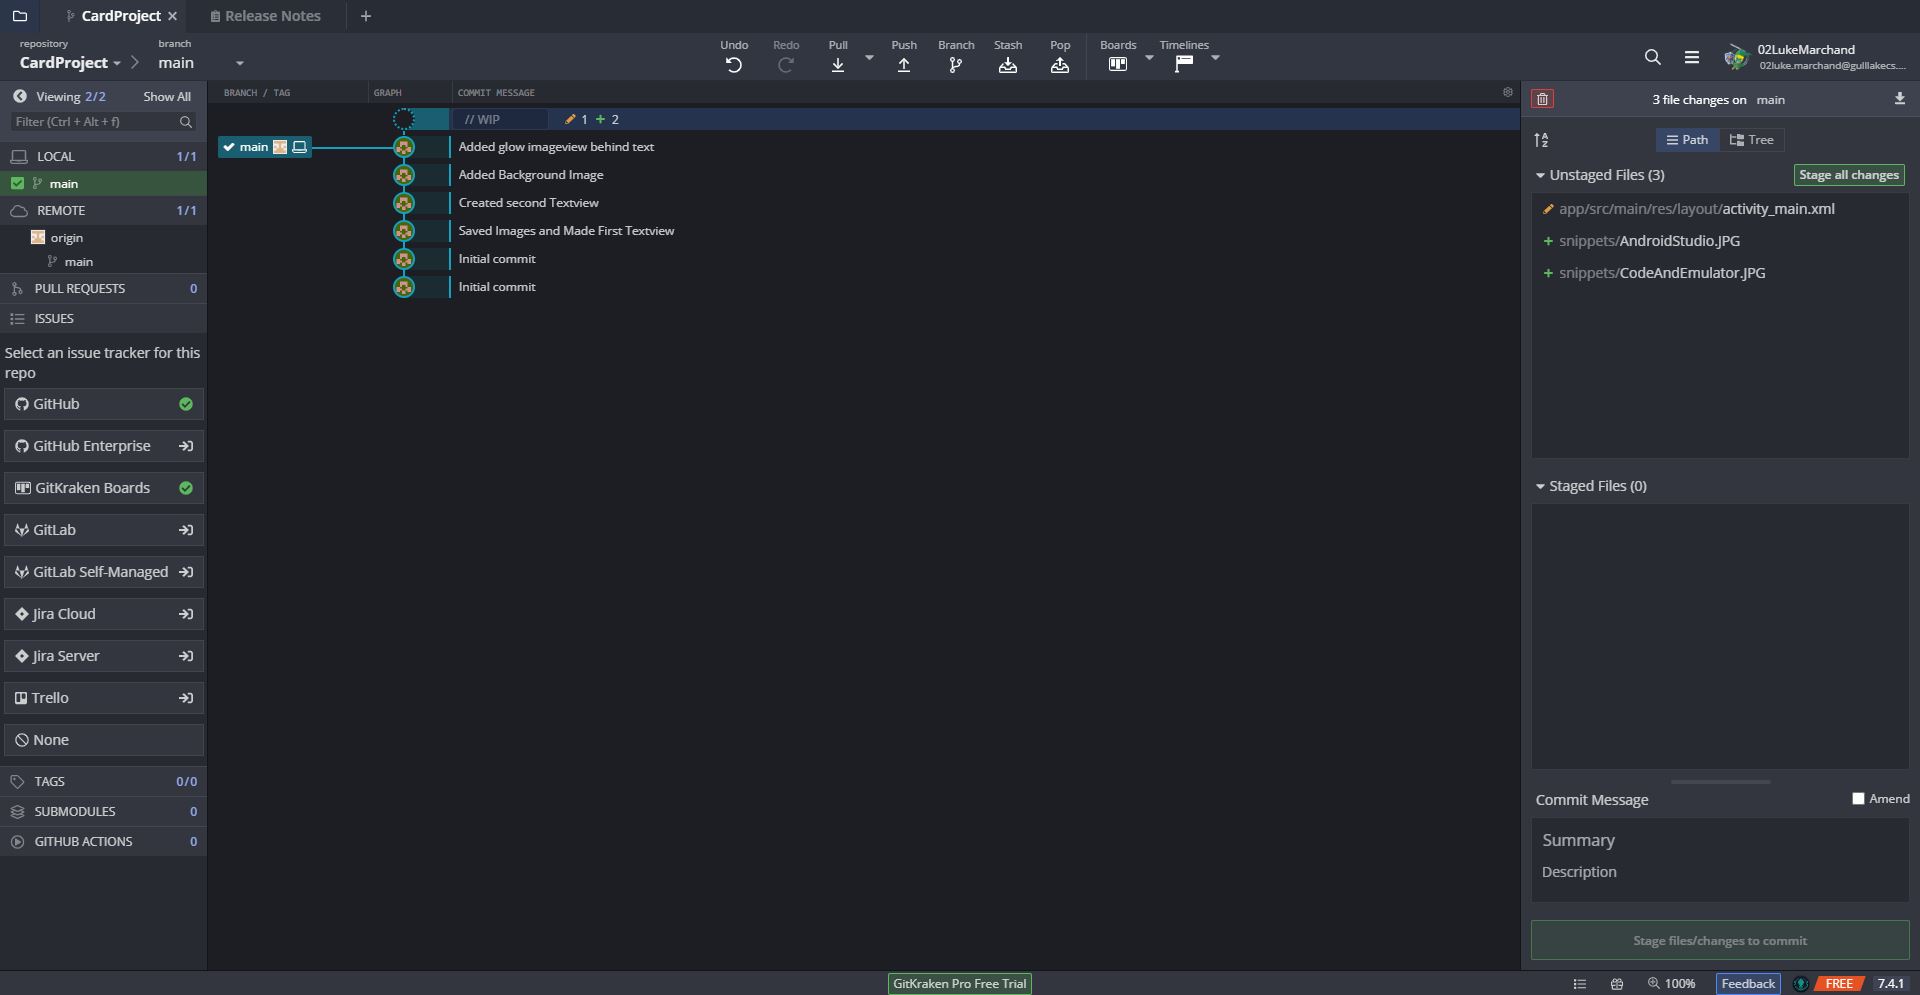 CardProject
Release Notes
repository
CardProject
branch
main
Undo
Redo
Pull
Push
Branch
Stash
Pop
Boards
Timelines
02LukeMarchand
02luke.marchand@gulllakecs....
Viewing 2/2
Show All
Filter (Ctrl + Alt + f)
LOCAL 1/1
main
REMOTE 1/1
origin
main
PULL REQUESTS 0
ISSUES
Select an issue tracker for this
repo
GitHub
GitHub Enterprise
GitKraken Boards
GitLab
GitLab Self-Managed
Jira Cloud
Jira Server
Trello
None
TAGS 0/0
SUBMODULES 0
GITHUB ACTIONS 0
BRANCH / TAG
GRAPH
COMMIT MESSAGE
// WIP 1 + 2
main
Added glow imageview behind text
Added Background Image
Created second Textview
Saved Images and Made First Textview
Initial commit
Initial commit
3 file changes on main
Path
Tree
Unstaged Files (3)
Stage all changes
app/src/main/res/layout/activity_main.xml
+ snippets/AndroidStudio.JPG
+ snippets/CodeAndEmulator.JPG
Staged Files (0)
Commit Message
Amend
Summary
Description
Stage files/changes to commit
GitKraken Pro Free Trial
100%
Feedback
FREE
7.4.1